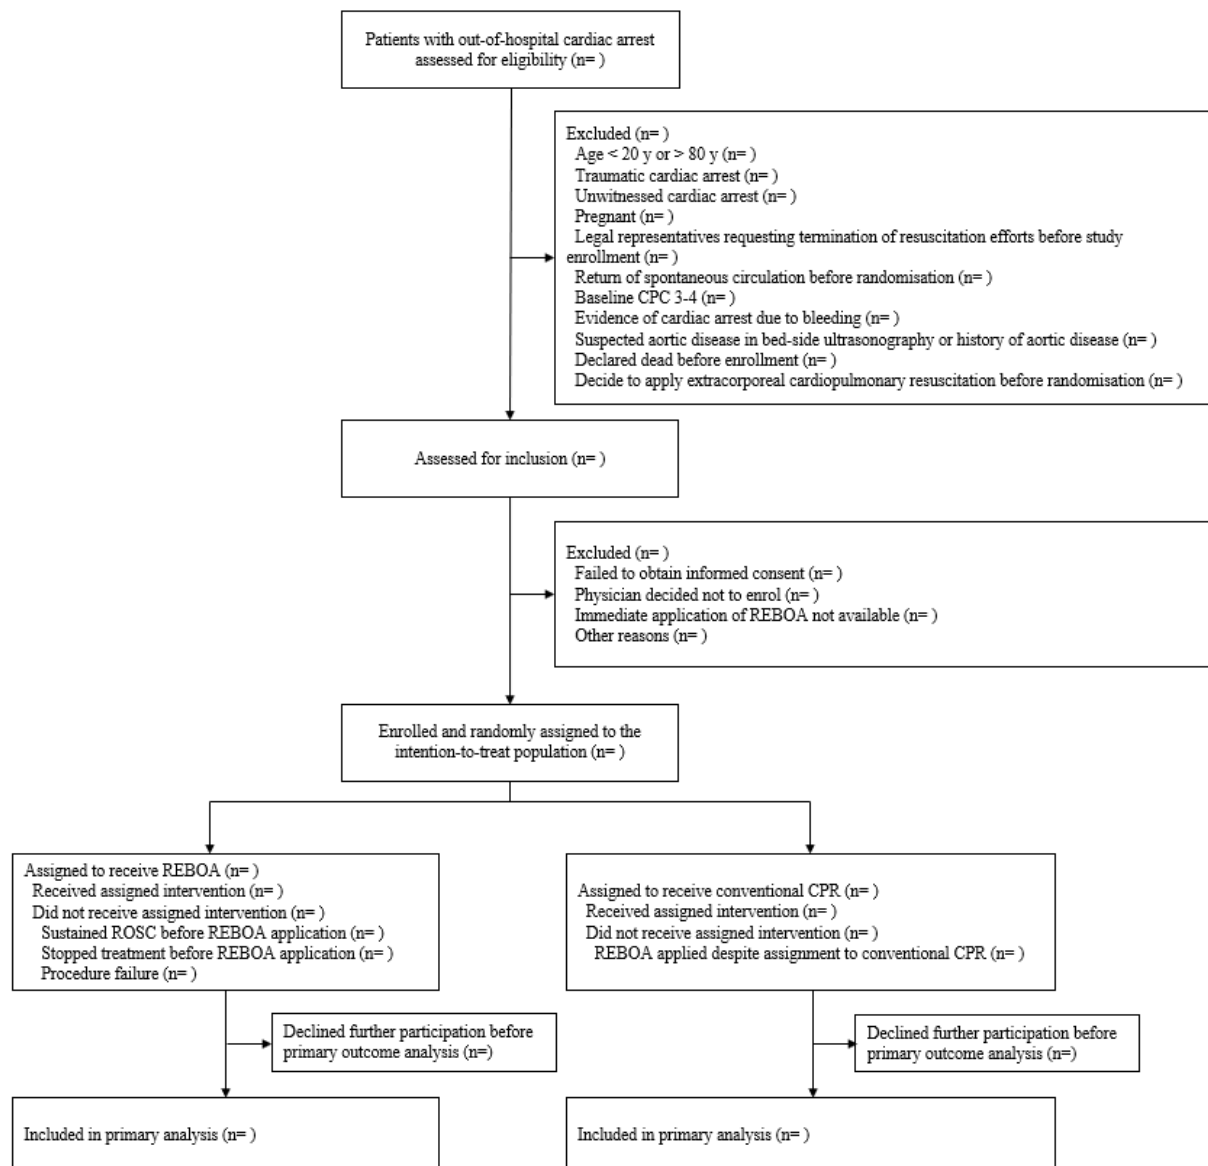 Patients with out-of-hospital cardiac arrest
assessed for eligibility (n= )
Excluded (n= )
Age < 20 y or > 80 y (n= )
Traumatic cardiac arrest (n= )
Unwitnessed cardiac arrest (n= )
Pregnant (n= )
Legal representatives requesting termination of resuscitation efforts before study
enrollment (n= )
Return of spontaneous circulation before randomisation (n= )
Baseline CPC 3-4 (n= )
Evidence of cardiac arrest due to bleeding (n= )
Suspected aortic disease in bed-side ultrasonography or history of aortic disease (n= )
Declared dead before enrollment (n= )
Decide to apply extracorporeal cardiopulmonary resuscitation before randomisation (n= )
Assessed for inclusion (n= )
Excluded (n= )
Failed to obtain informed consent (n= )
Physician decided not to enrol (n= )
Immediate application of REBOA not available (n= )
Other reasons (n= )
Enrolled and randomly assigned to the
intention-to-treat population (n= )
Assigned to receive REBOA (n= )
Received assigned intervention (n= )
Did not receive assigned intervention (n= )
Sustained ROSC before REBOA application (n= )
Stopped treatment before REBOA application (n= )
Procedure failure (n= )
Assigned to receive conventional CPR (n= )
Received assigned intervention (n= )
Did not receive assigned intervention (n= )
REBOA applied despite assignment to conventional CPR (n= )
Declined further participation before
primary outcome analysis (n=)
Declined further participation before
primary outcome analysis (n=)
Included in primary analysis (n= )
Included in primary analysis (n= )